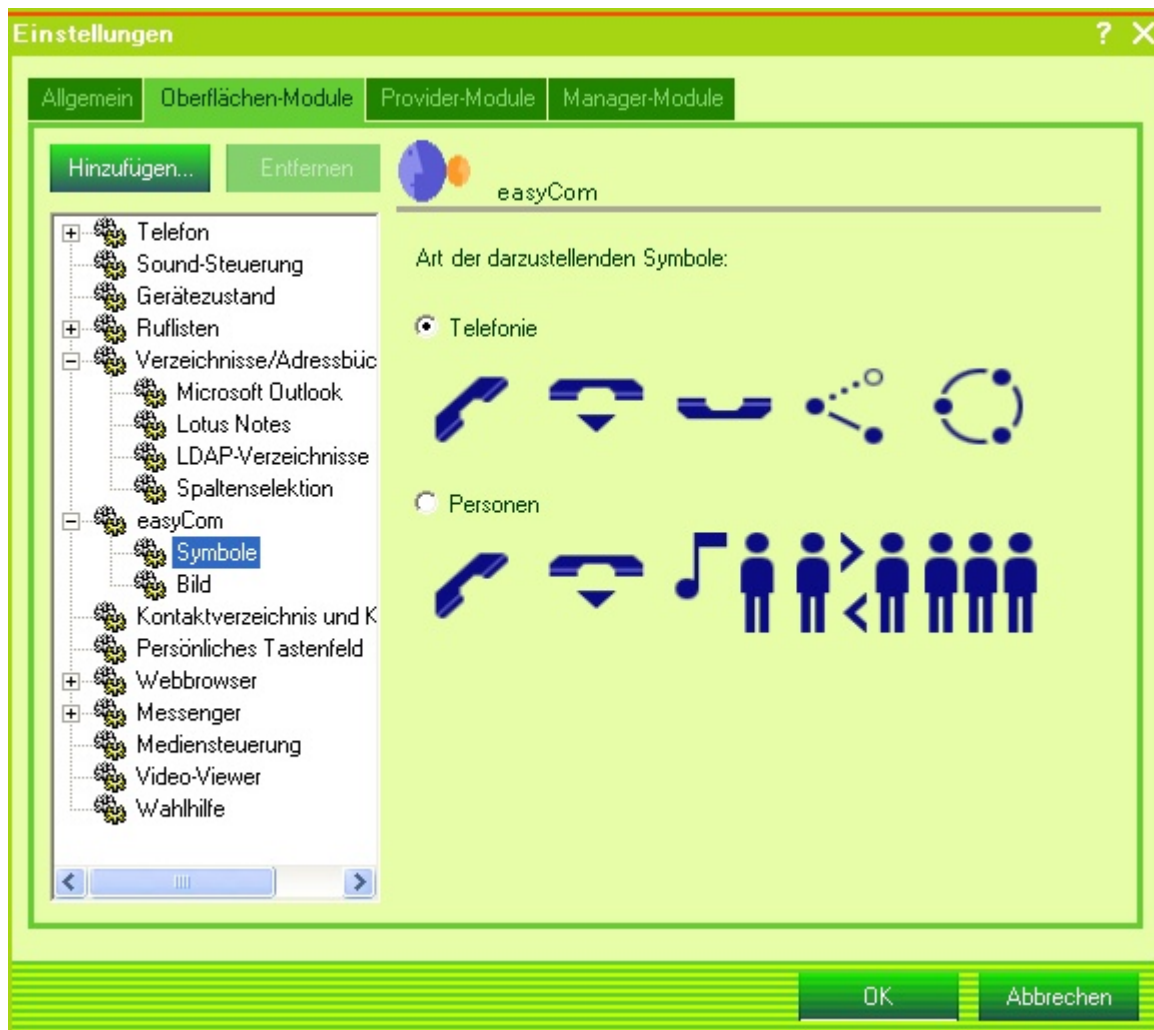 Einstellungen
Allgemein
Oberflächen-Module
Provider-Module
Manager-Module
Hinzufügen...
Entfernen
easyCom
Telefon
Sound-Steuerung
Gerätezustand
Ruflisten
Verzeichnisse/Adressbüc
Microsoft Outlook
Lotus Notes
LDAP-Verzeichnisse
Spaltenselektion
easyCom
Symbole
Bild
Kontaktverzeichnis und K
Persönliches Tastenfeld
Webbrowser
Messenger
Mediensteuerung
Video-Viewer
Wahlhilfe
Art der darzustellenden Symbole:
Telefonie
Personen
OK
Abbrechen